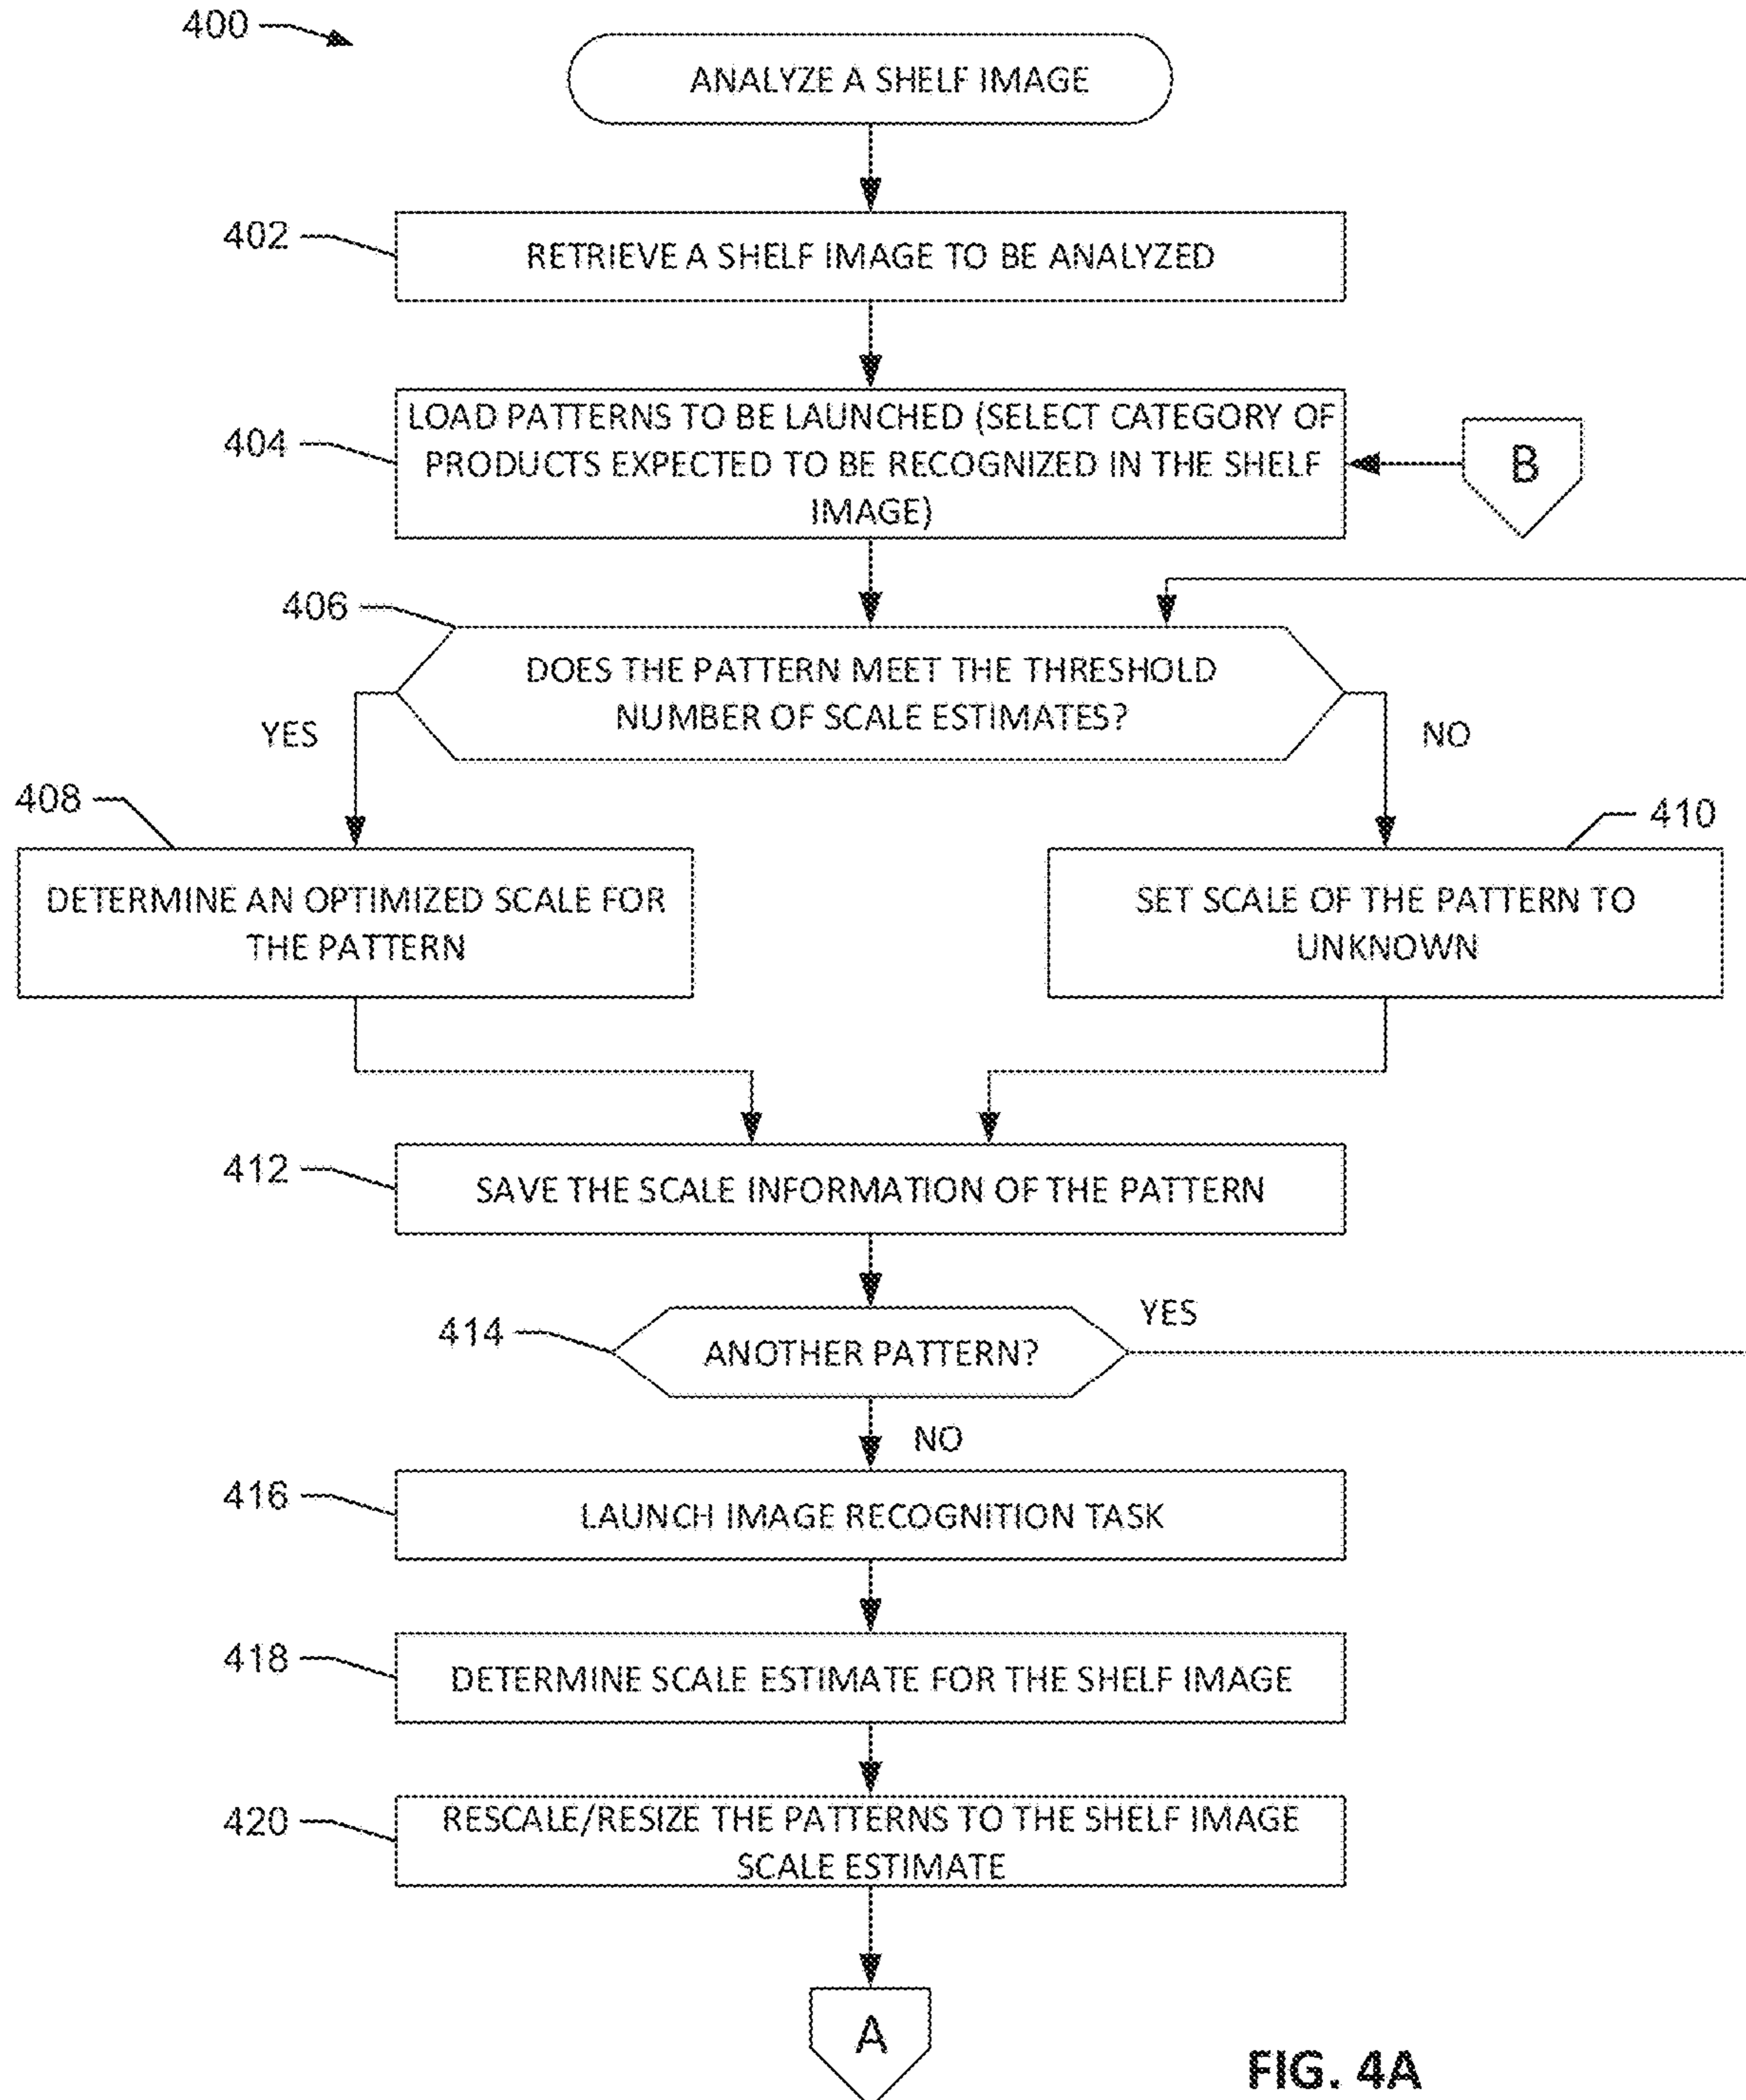 400
ANALYZE A SHELF IMAGE
402
RETRIEVE A SHELF IMAGE TO BE ANALYZED
404
LOAD PATTERNS TO BE LAUNCHED (SELECT CATEGORY OF
PRODUCTS EXPECTED TO BE RECOGNIZED IN THE SHELF
IMAGE)
B
406
DOES THE PATTERN MEET THE THRESHOLD
NUMBER OF SCALE ESTIMATES?
YES
NO
408
410
DETERMINE AN OPTIMIZED SCALE FOR
THE PATTERN
SET SCALE OF THE PATTERN TO
UNKNOWN
412
SAVE THE SCALE INFORMATION OF THE PATTERN
414
ANOTHER PATTERN?
YES
NO
416
LAUNCH IMAGE RECOGNITION TASK
418
DETERMINE SCALE ESTIMATE FOR THE SHELF IMAGE
420
RESCALE/RESIZE THE PATTERNS TO THE SHELF IMAGE
SCALE ESTIMATE
A
FIG. 4A